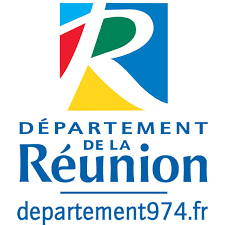 R
DÉPARTEMENT
DE LA
Réunion
departement974.fr